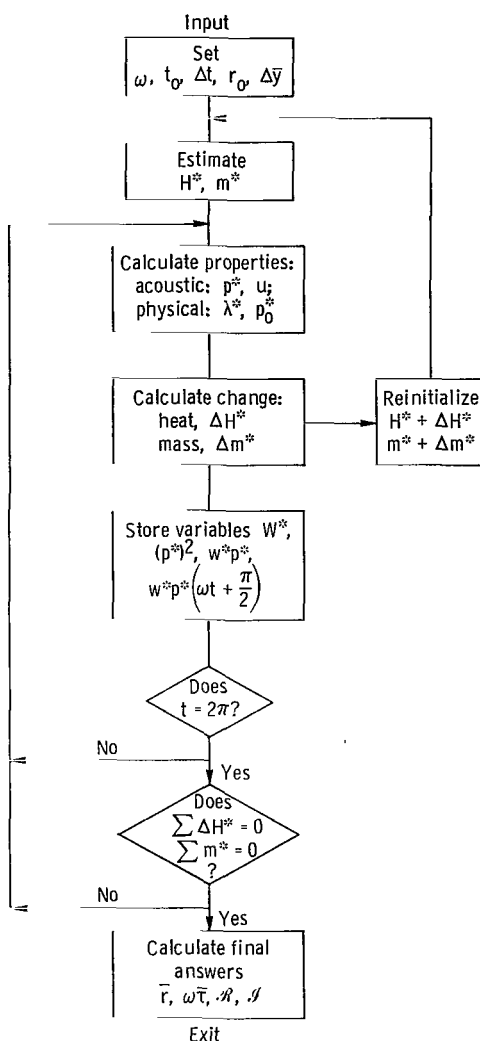 Input
Set
ω, t₀, Δt, r₀, Δȳ
Estimate
H*, m*
Calculate properties:
acoustic: p*, u;
physical: λ*, p₀*
Calculate change:
heat, ΔH*
mass, Δm*
Reinitialize
H* + ΔH*
m* + Δm*
Store variables W*,
(p*)², w*p*,
w*p*(ωt + π/2)
Does
t = 2π?
No
Yes
Does
∑ ΔH* = 0
∑ m* = 0
?
No
Yes
Calculate final
answers
r̄, ωτ̄, ℛ, ℐ
Exit